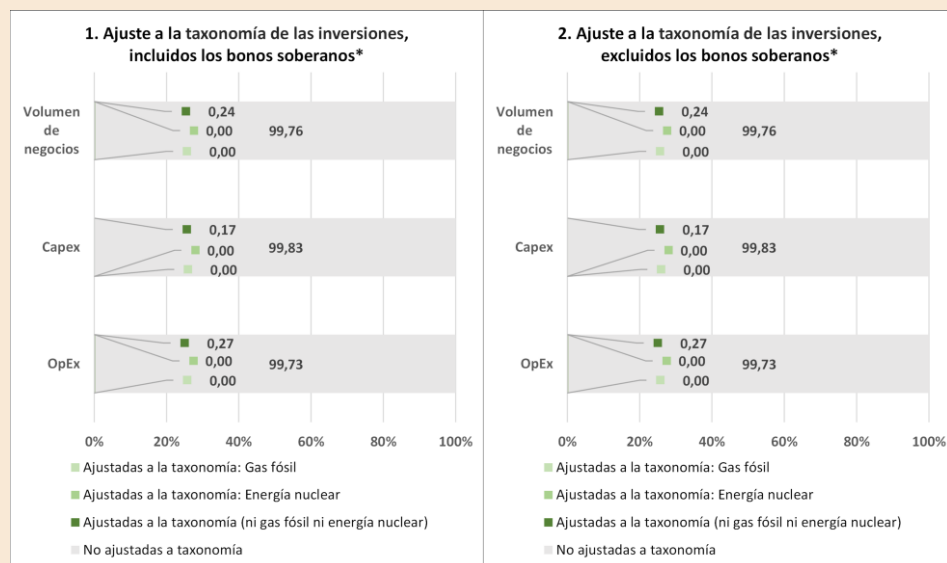 1. Ajuste a la taxonomía de las inversiones,
incluidos los bonos soberanos*
Volumen
de
negocios
0,24
0,00
99,76
0,00
Capex
0,17
0,00
99,83
0,00
OpEx
0,27
0,00
99,73
0,00
0% 20% 40% 60% 80% 100%
Ajustadas a la taxonomía: Gas fósil
Ajustadas a la taxonomía: Energía nuclear
Ajustadas a la taxonomía (ni gas fósil ni energía nuclear)
No ajustadas a taxonomía
2. Ajuste a la taxonomía de las inversiones,
excluidos los bonos soberanos*
Volumen
de
negocios
0,24
0,00
99,76
0,00
Capex
0,17
0,00
99,83
0,00
OpEx
0,27
0,00
99,73
0,00
0% 20% 40% 60% 80% 100%
Ajustadas a la taxonomía: Gas fósil
Ajustadas a la taxonomía: Energía nuclear
Ajustadas a la taxonomía (ni gas fósil ni energía nuclear)
No ajustadas a taxonomía